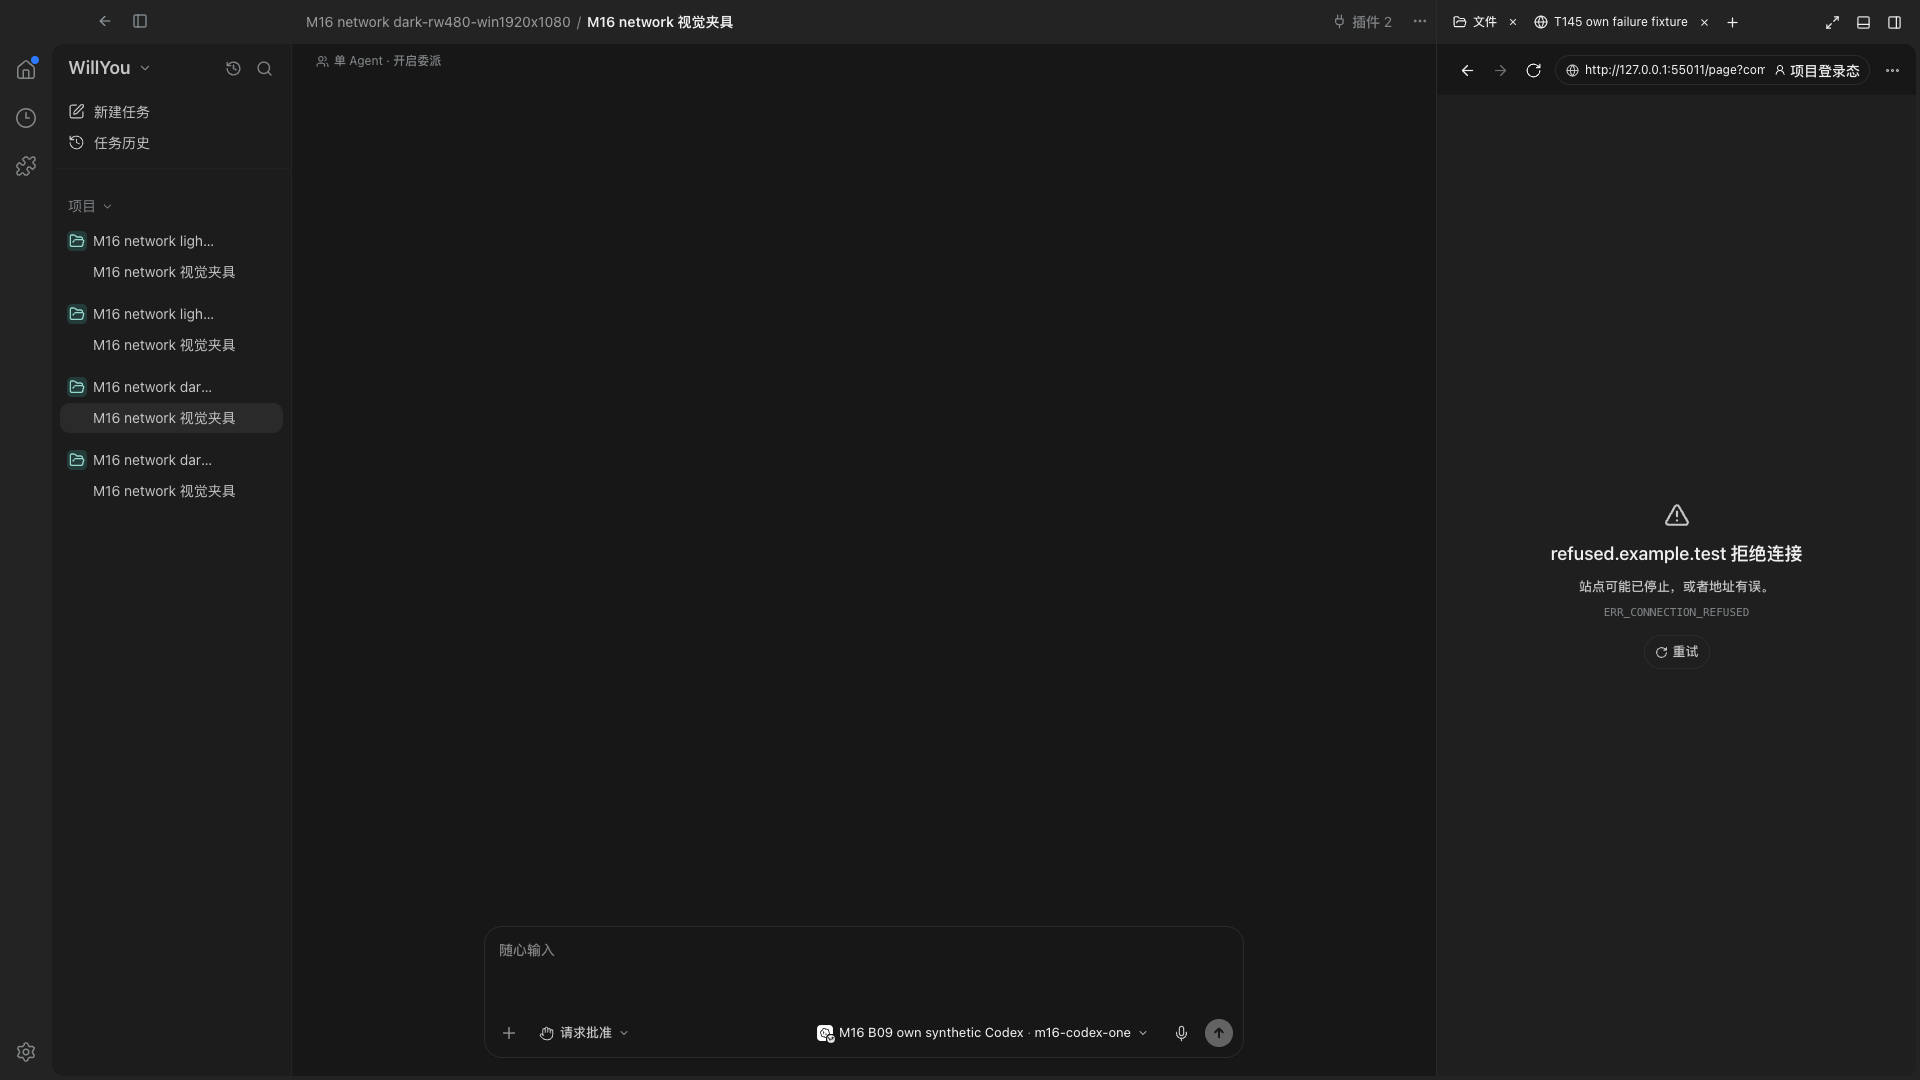 M16 network dark-rw480-win1920x1080 / M16 network 视觉夹具
插件 2
文件
T145 own failure fixture
WillYou
单 Agent · 开启委派
http://127.0.0.1:55011/page?com
项目登录态
新建任务
任务历史
项目
M16 network ligh...
M16 network 视觉夹具
M16 network ligh...
M16 network 视觉夹具
M16 network dar...
M16 network 视觉夹具
M16 network dar...
M16 network 视觉夹具
refused.example.test 拒绝连接
站点可能已停止，或者地址有误。
ERR_CONNECTION_REFUSED
重试
随心输入
请求批准
M16 B09 own synthetic Codex · m16-codex-one